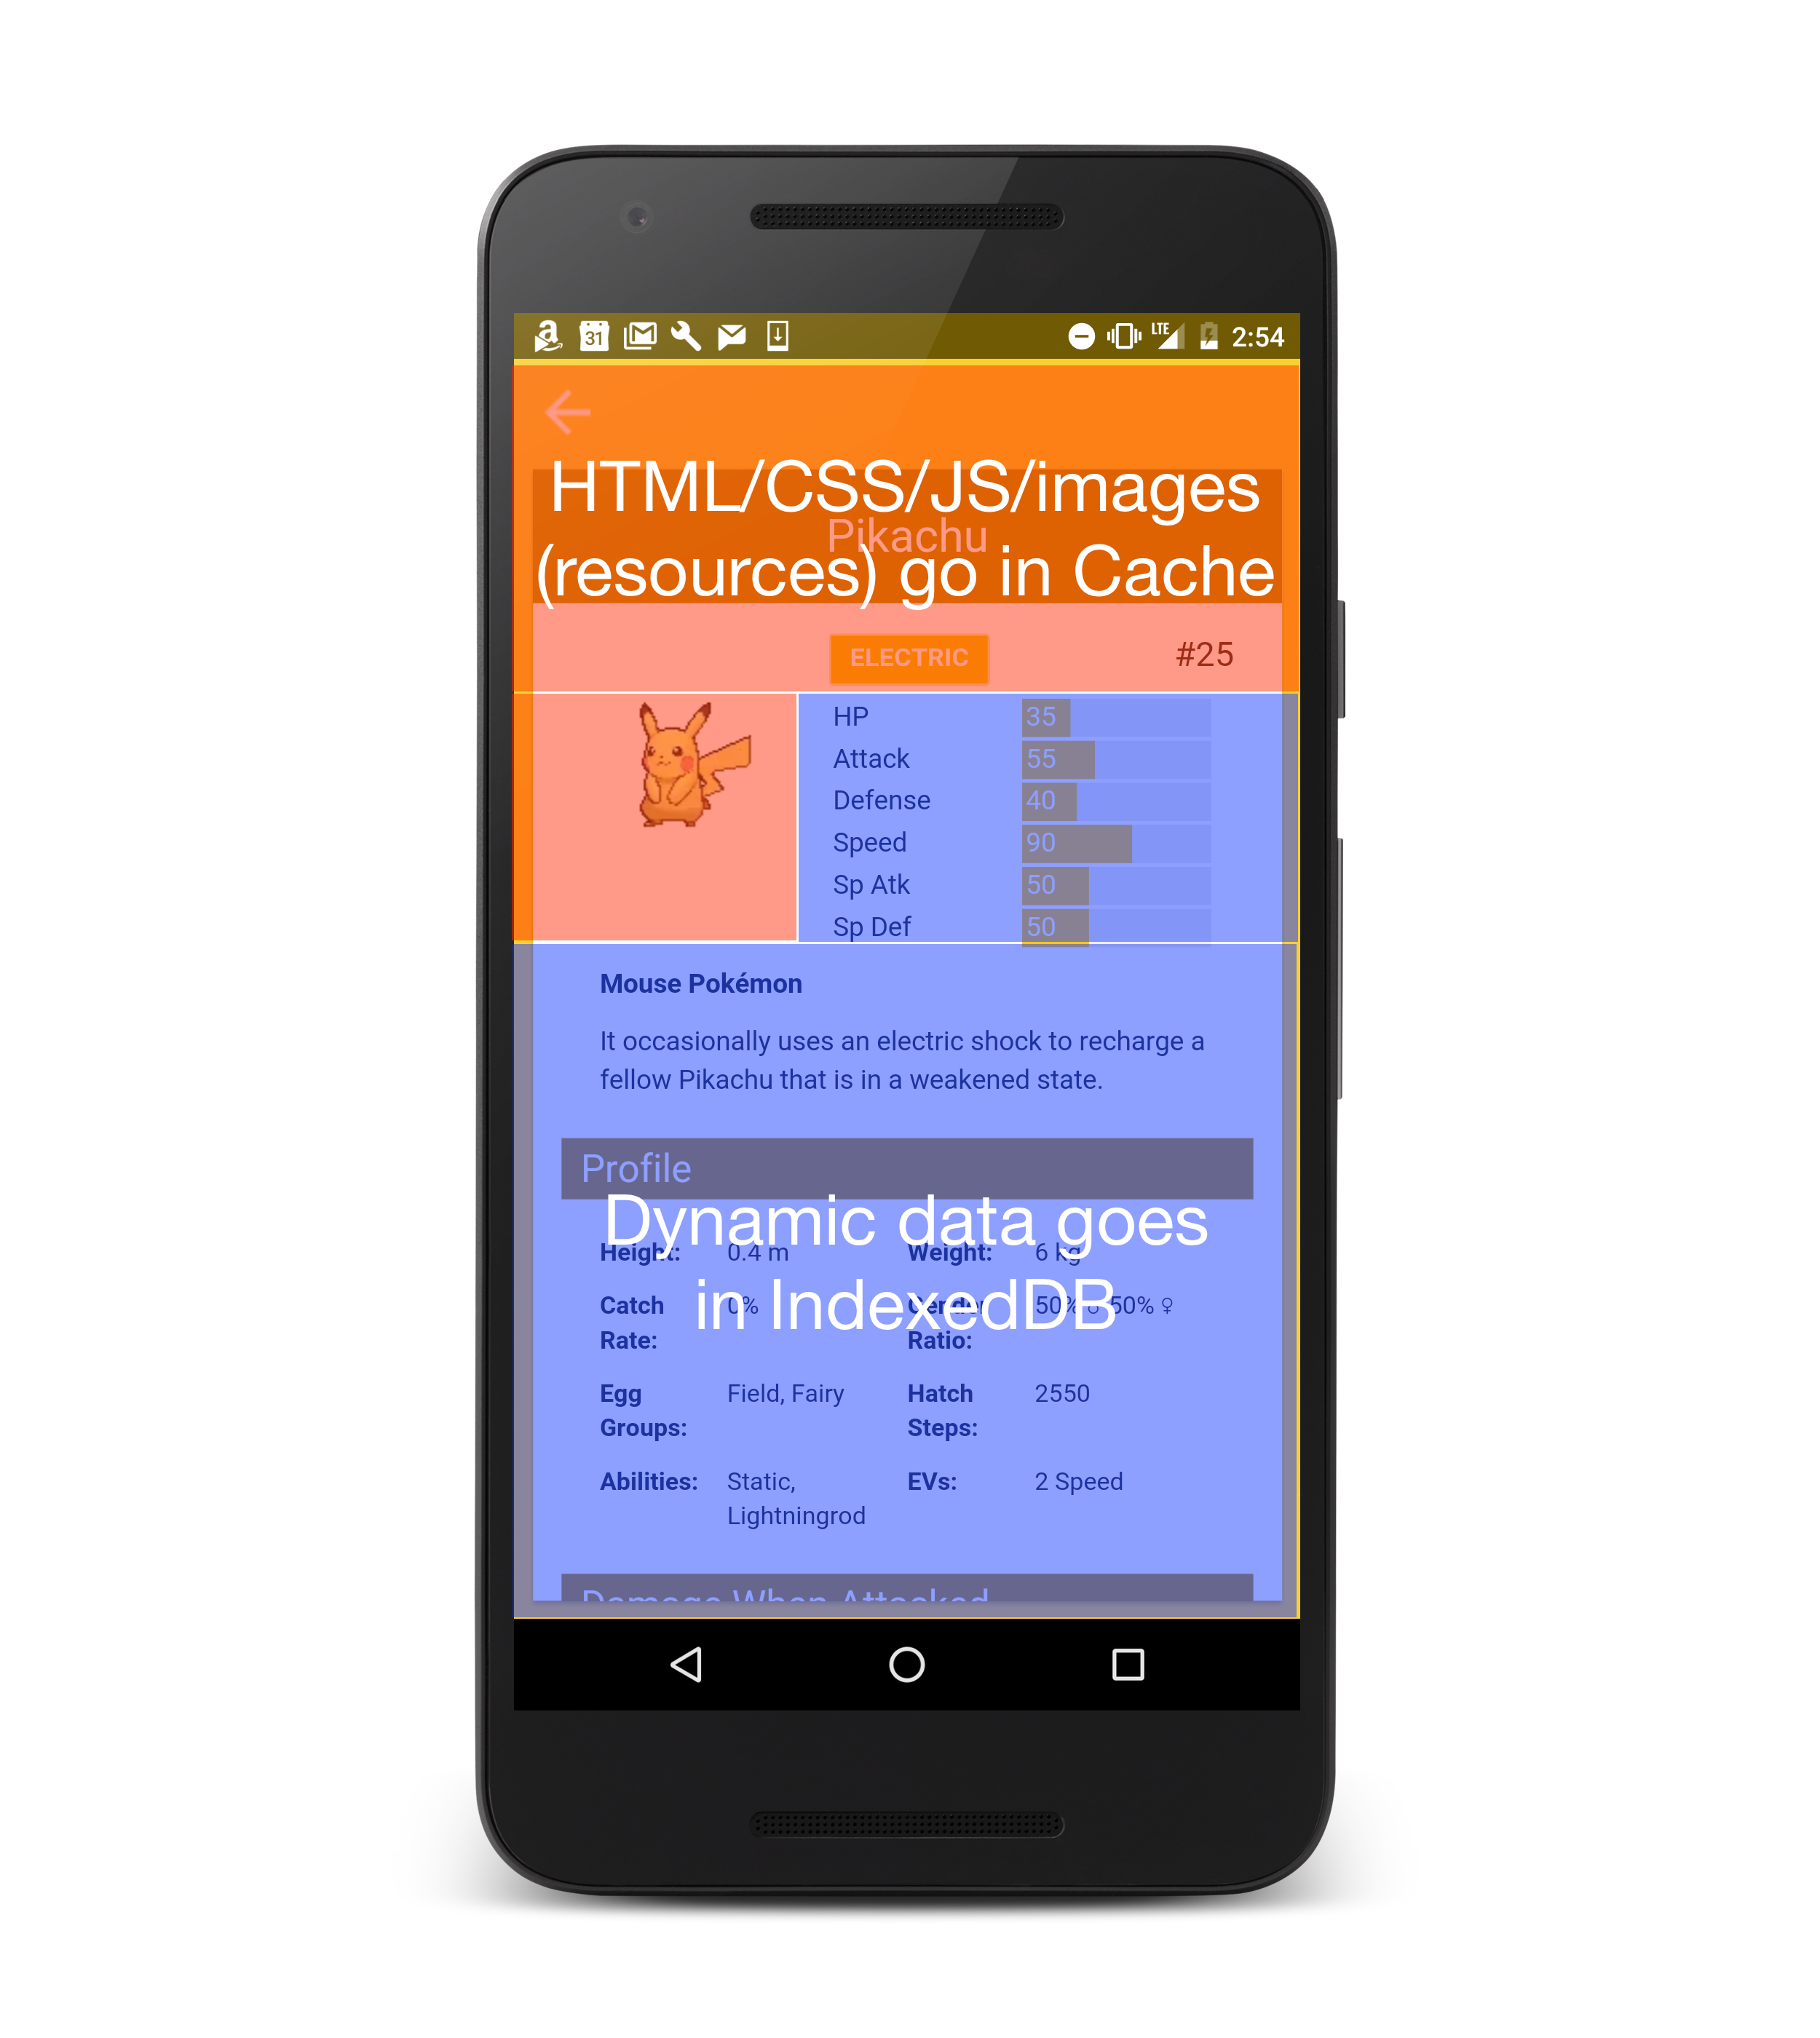 31
LTE
2:54
HTML/CSS/JS/images
Pikachu
(resources) go in Cache
ELECTRIC
#25
HP 35
Attack 55
Defense 40
Speed 90
Sp Atk 50
Sp Def 50
Mouse Pokémon
It occasionally uses an electric shock to recharge a
fellow Pikachu that is in a weakened state.
Profile
Dynamic data goes
in IndexedDB
Height: 0.4 m Weight: 6 kg
Catch Rate: 0% Gender Ratio: 50% ♂ 50% ♀
Egg Groups: Field, Fairy Hatch Steps: 2550
Abilities: Static, Lightningrod EVs: 2 Speed
Damage When Attacked